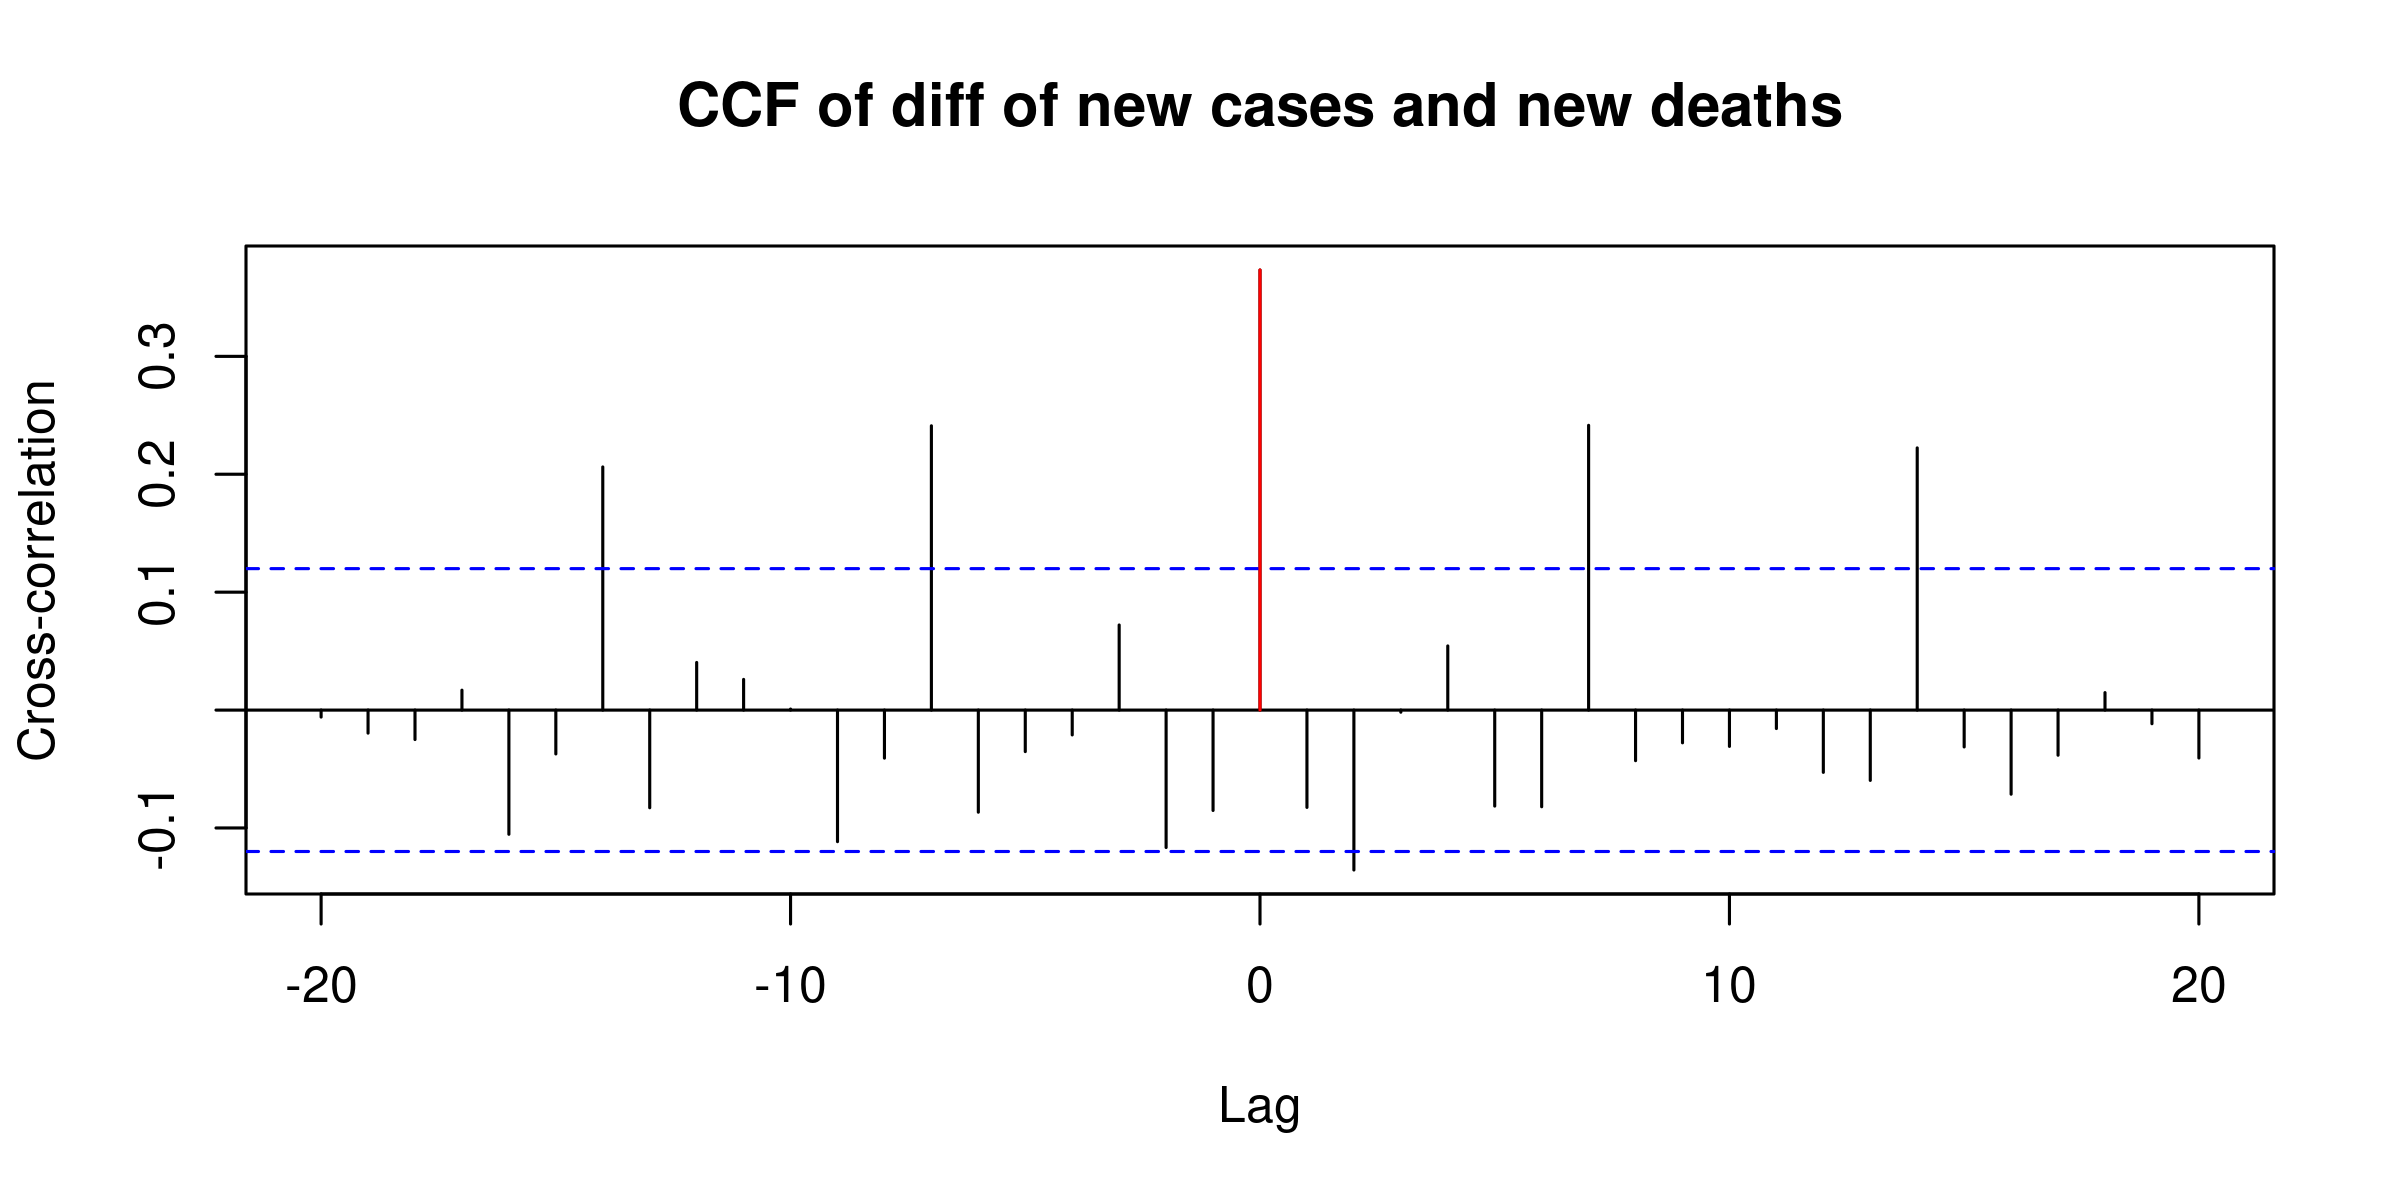 CCF of diff of new cases and new deaths
Cross-correlation
0.3
0.2
0.1
-0.1
-20 -10 0 10 20
Lag